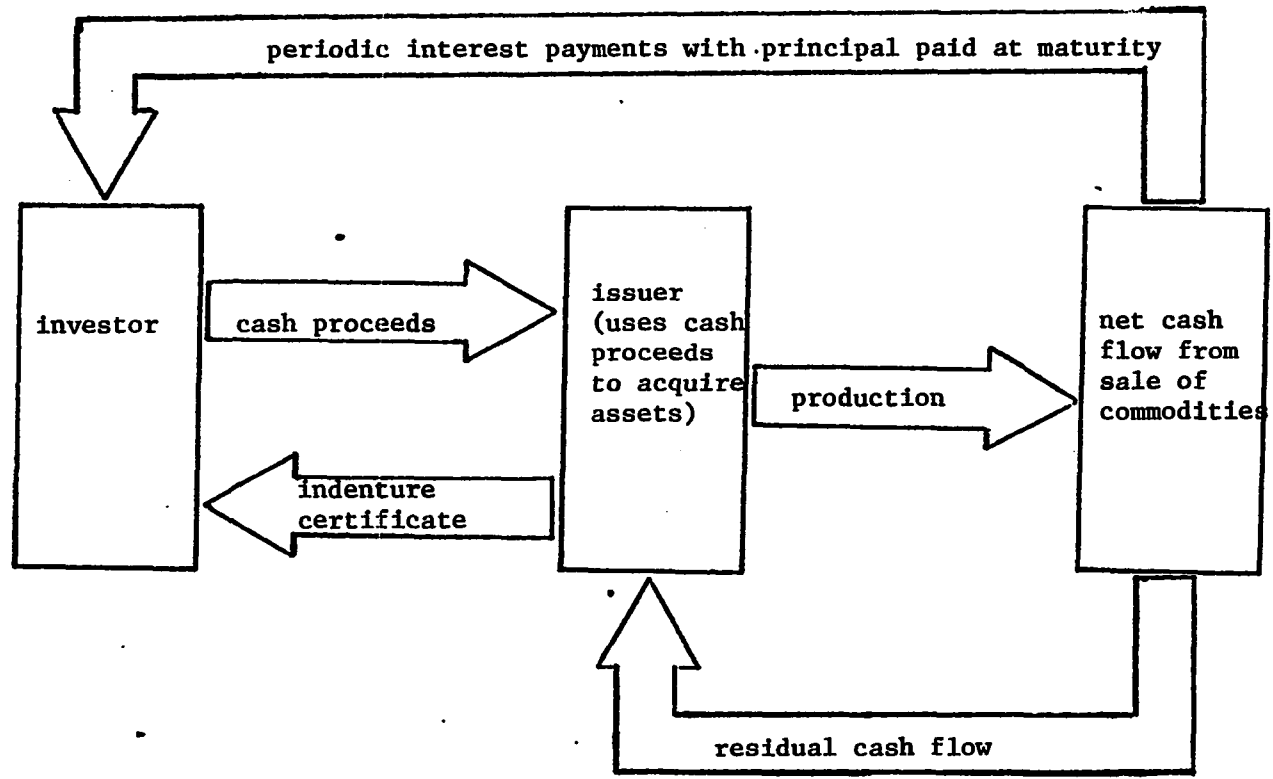 periodic interest payments with principal paid at maturity
investor
cash proceeds
indenture
certificate
issuer
(uses cash
proceeds
to acquire
assets)
production
net cash
flow from
sale of
commodities
residual cash flow